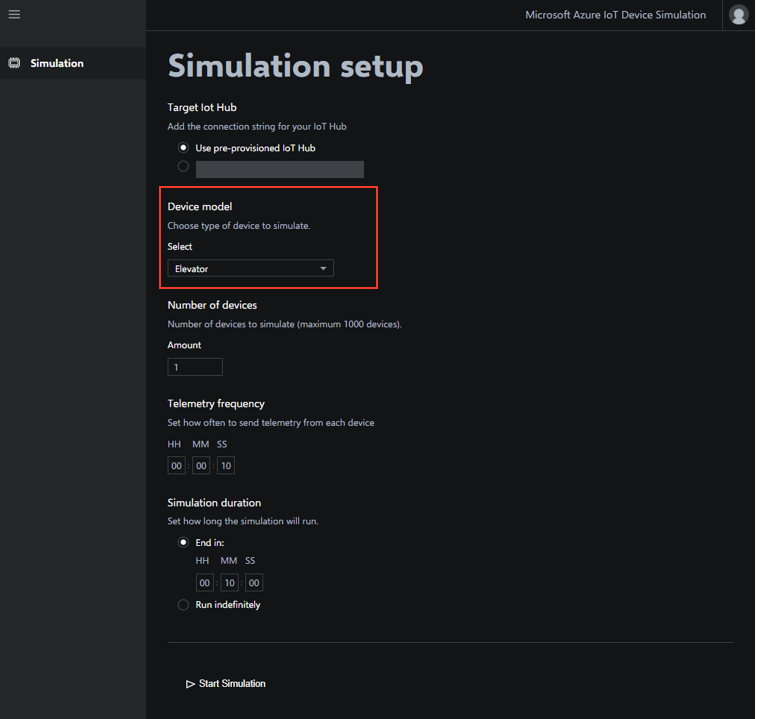 Microsoft Azure IoT Device Simulation
Simulation
Simulation setup
Target Iot Hub
Add the connection string for your IoT Hub
Use pre-provisioned IoT Hub
Device model
Choose type of device to simulate.
Select
Elevator
Number of devices
Number of devices to simulate (maximum 1000 devices).
Amount
1
Telemetry frequency
Set how often to send telemetry from each device
HH MM SS
00 : 00 : 10
Simulation duration
Set how long the simulation will run.
End in:
HH MM SS
00 : 10 : 00
Run indefinitely
Start Simulation